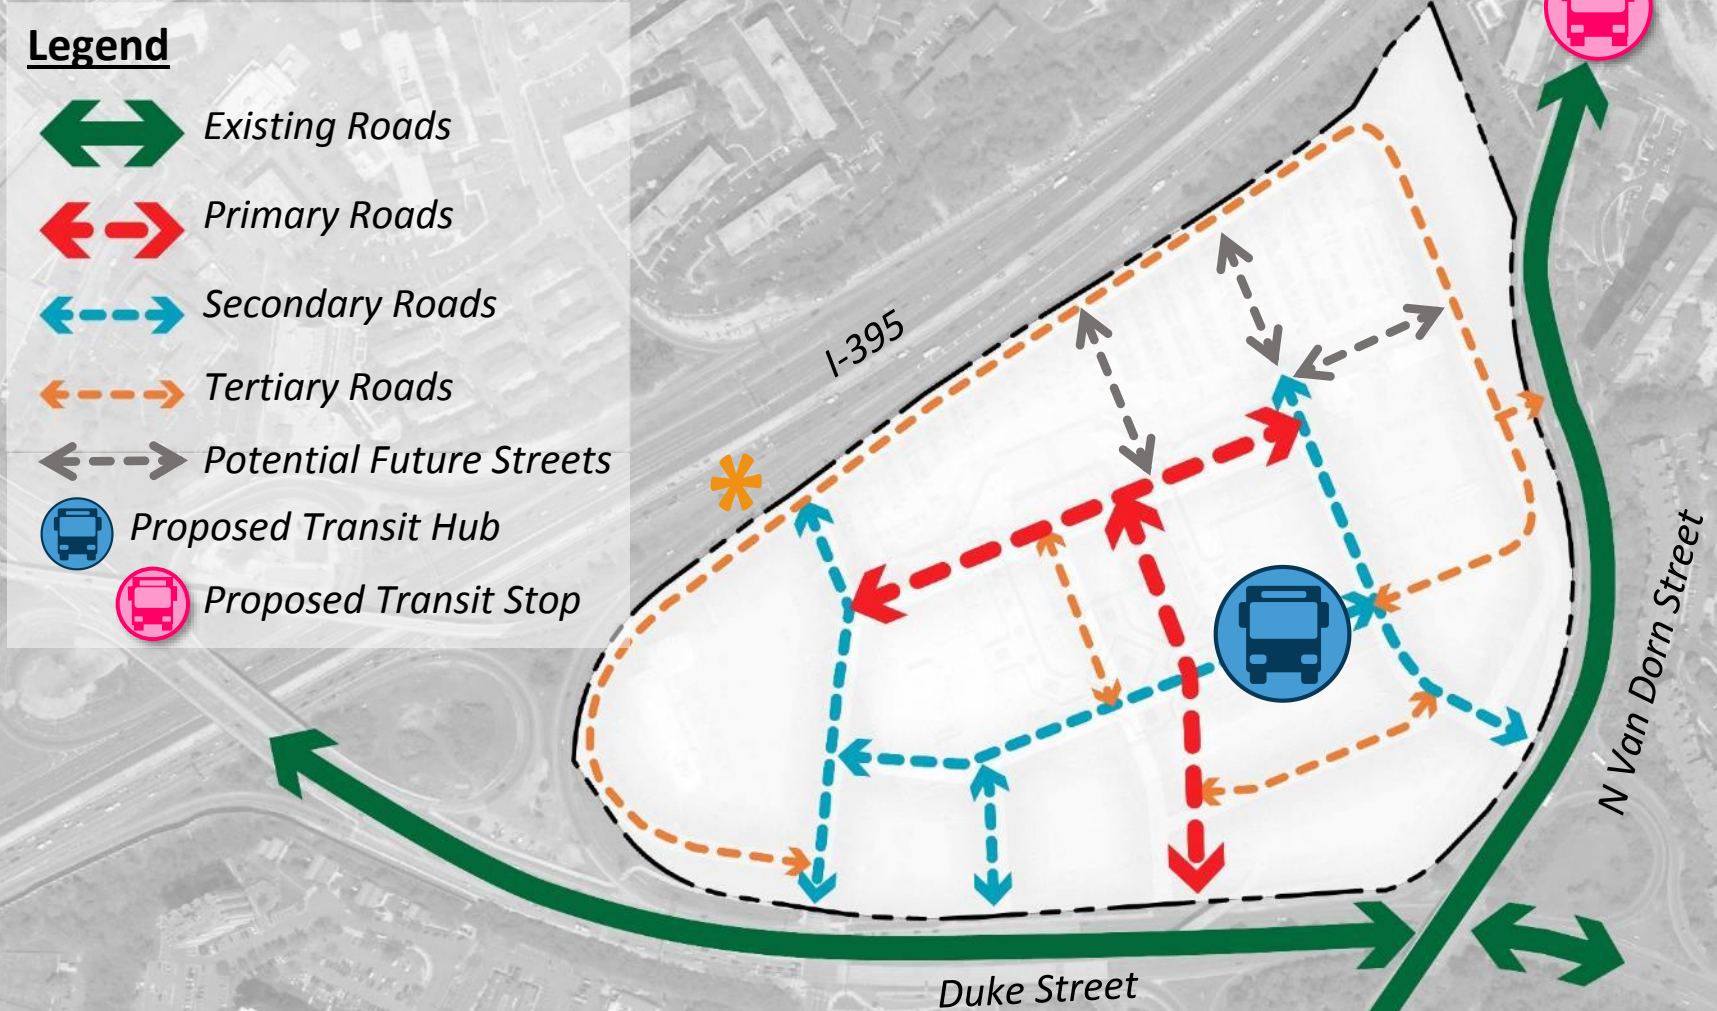 Legend
Existing Roads
Primary Roads
Secondary Roads
Tertiary Roads
Potential Future Streets
Proposed Transit Hub
Proposed Transit Stop
I-395
N Van Dorn Street
Duke Street